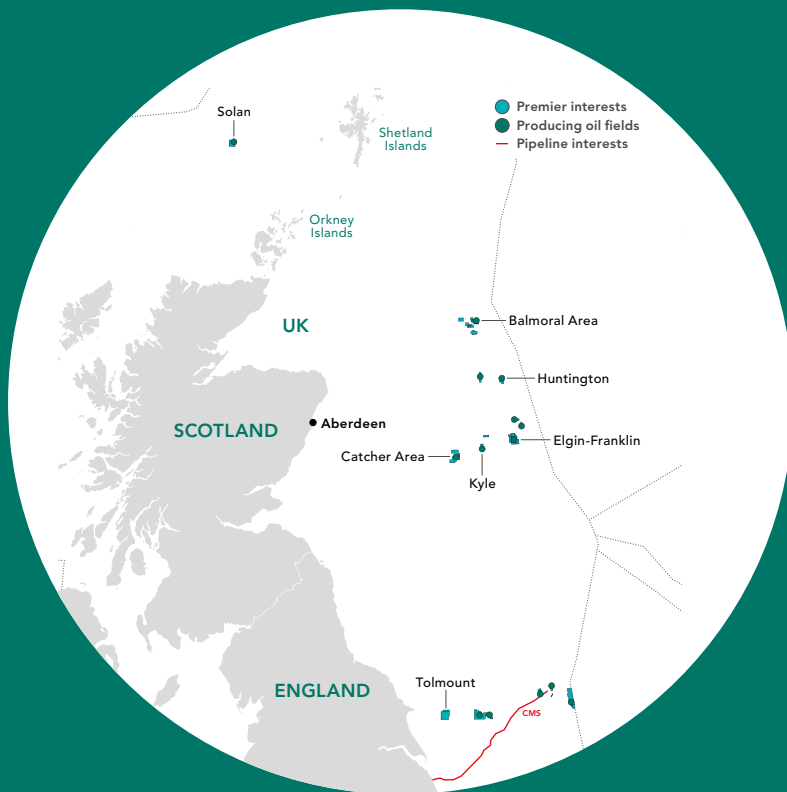 Solan
Premier interests
Producing oil fields
Pipeline interests
Shetland
Islands
Orkney
Islands
UK
Balmoral Area
Huntington
SCOTLAND
Aberdeen
Elgin-Franklin
Catcher Area
Kyle
Tolmount
ENGLAND
CMS